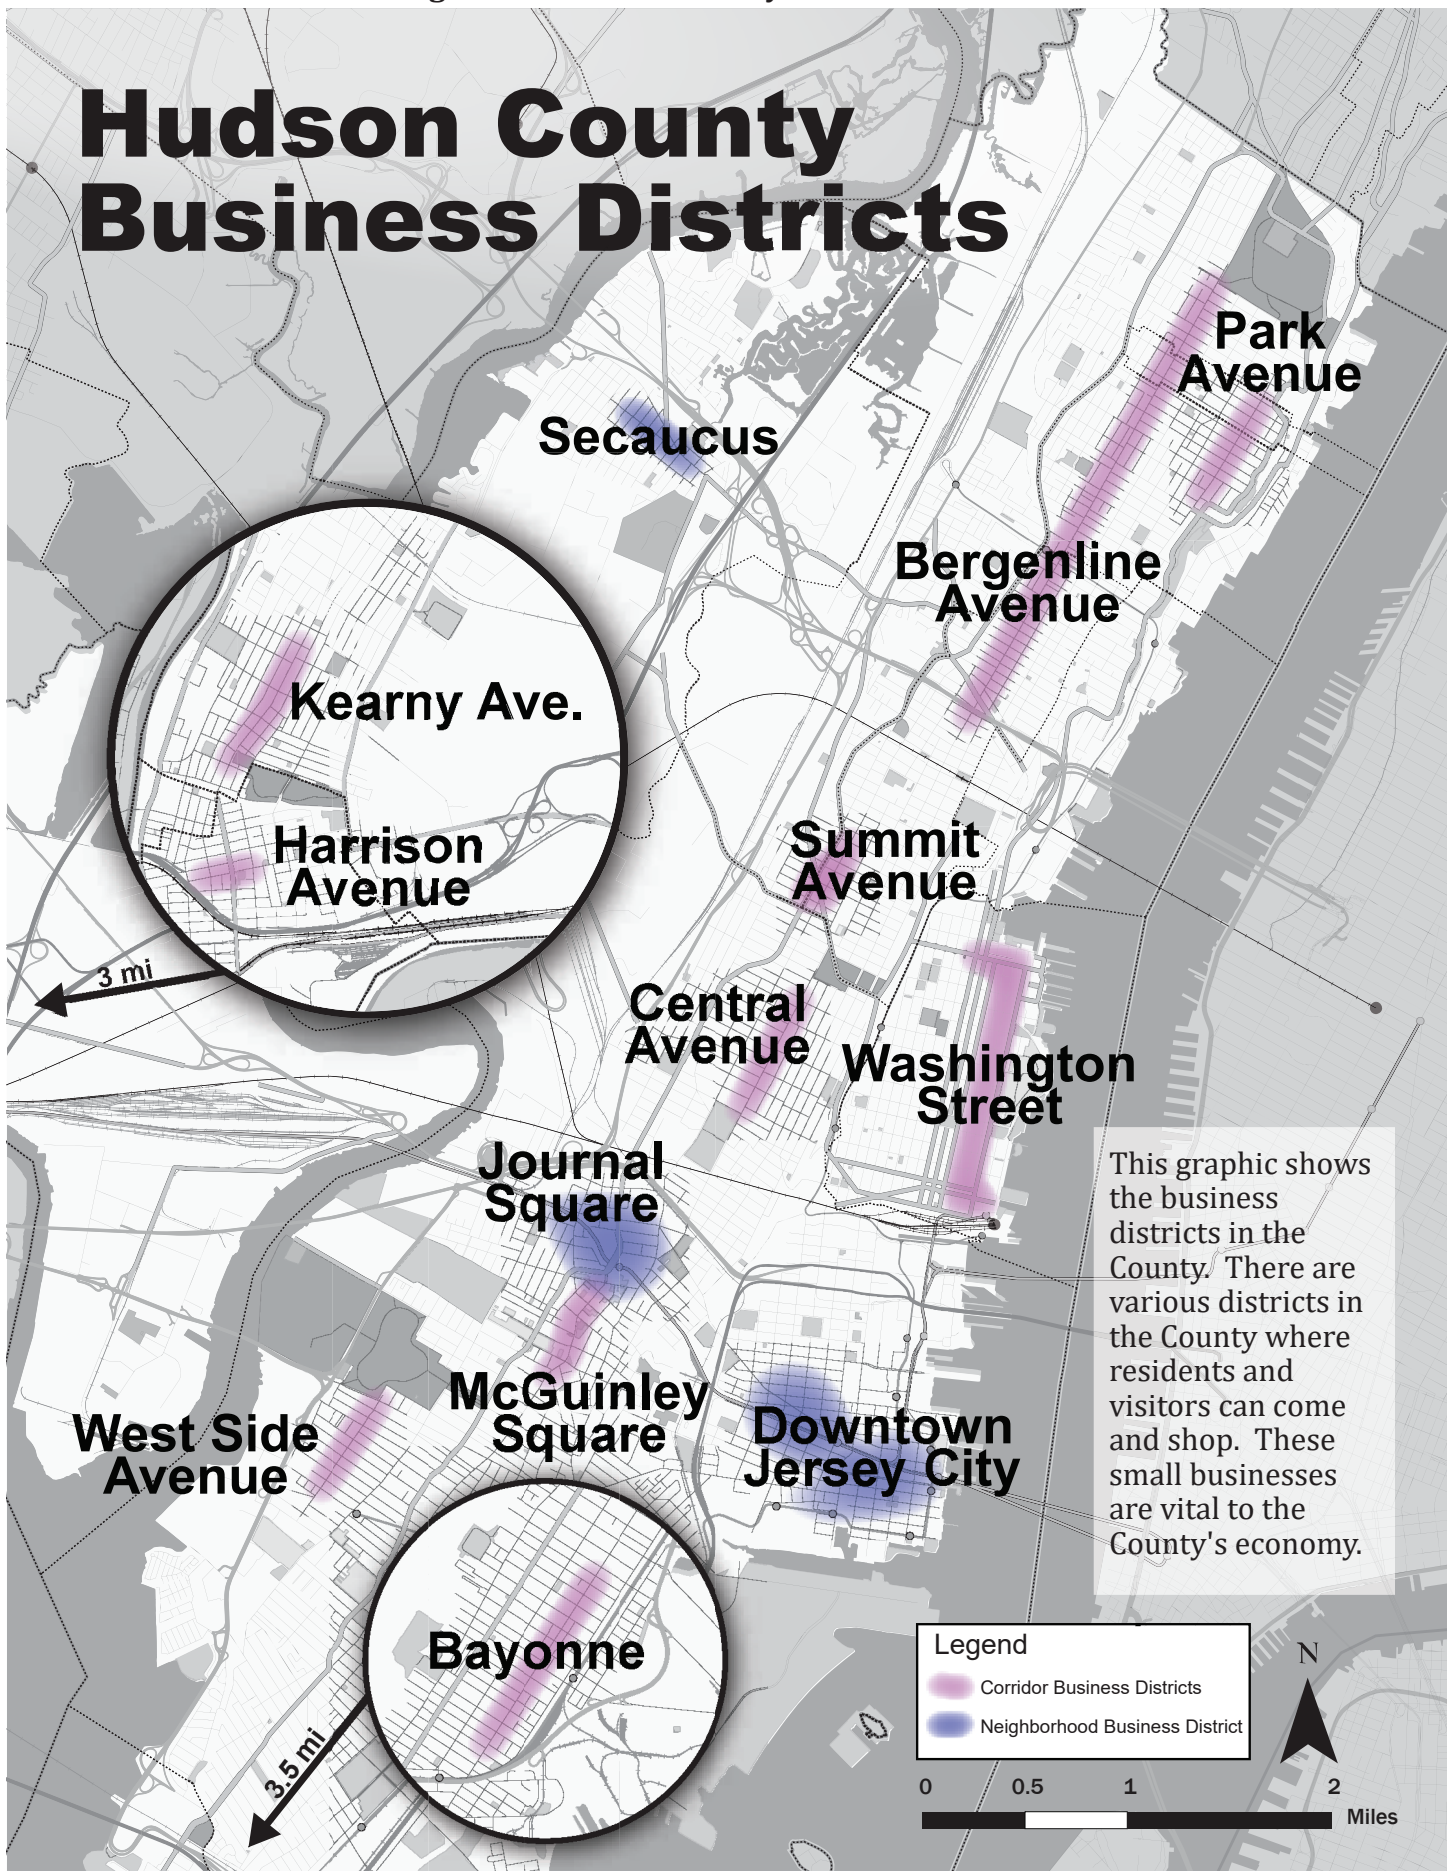 Hudson County
Business Districts
Park
Avenue
Secaucus
Bergenline
Avenue
Kearny Ave.
Harrison
Avenue
3 mi
Summit
Avenue
Central
Avenue
Washington
Street
Journal
Square
This graphic shows
the business
districts in the
County.  There are
various districts in
the County where
residents and
visitors can come
and shop.  These
small businesses
are vital to the
County's economy.
McGuinley
Square
West Side
Avenue
Downtown
Jersey City
Bayonne
3.5 mi
Legend
Corridor Business Districts
Neighborhood Business District
N
0 0.5 1 2
Miles